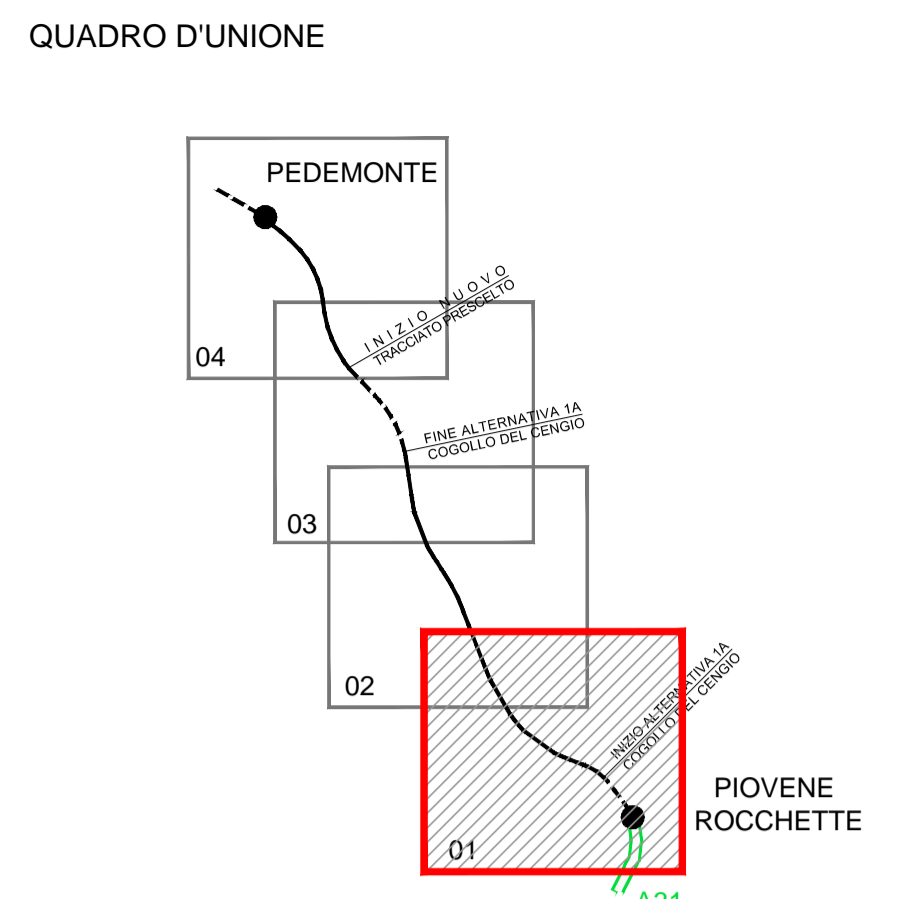 QUADRO D'UNIONE
PEDEMONTE
INIZIO NUOVO
TRACCIATO PRESCELTO
04
FINE ALTERNATIVA 1A
COGOLLO DEL CENGIO
03
INIZIO ALTERNATIVA 1A
COGOLLO DEL CENGIO
02
PIOVENE
ROCCHETTE
01